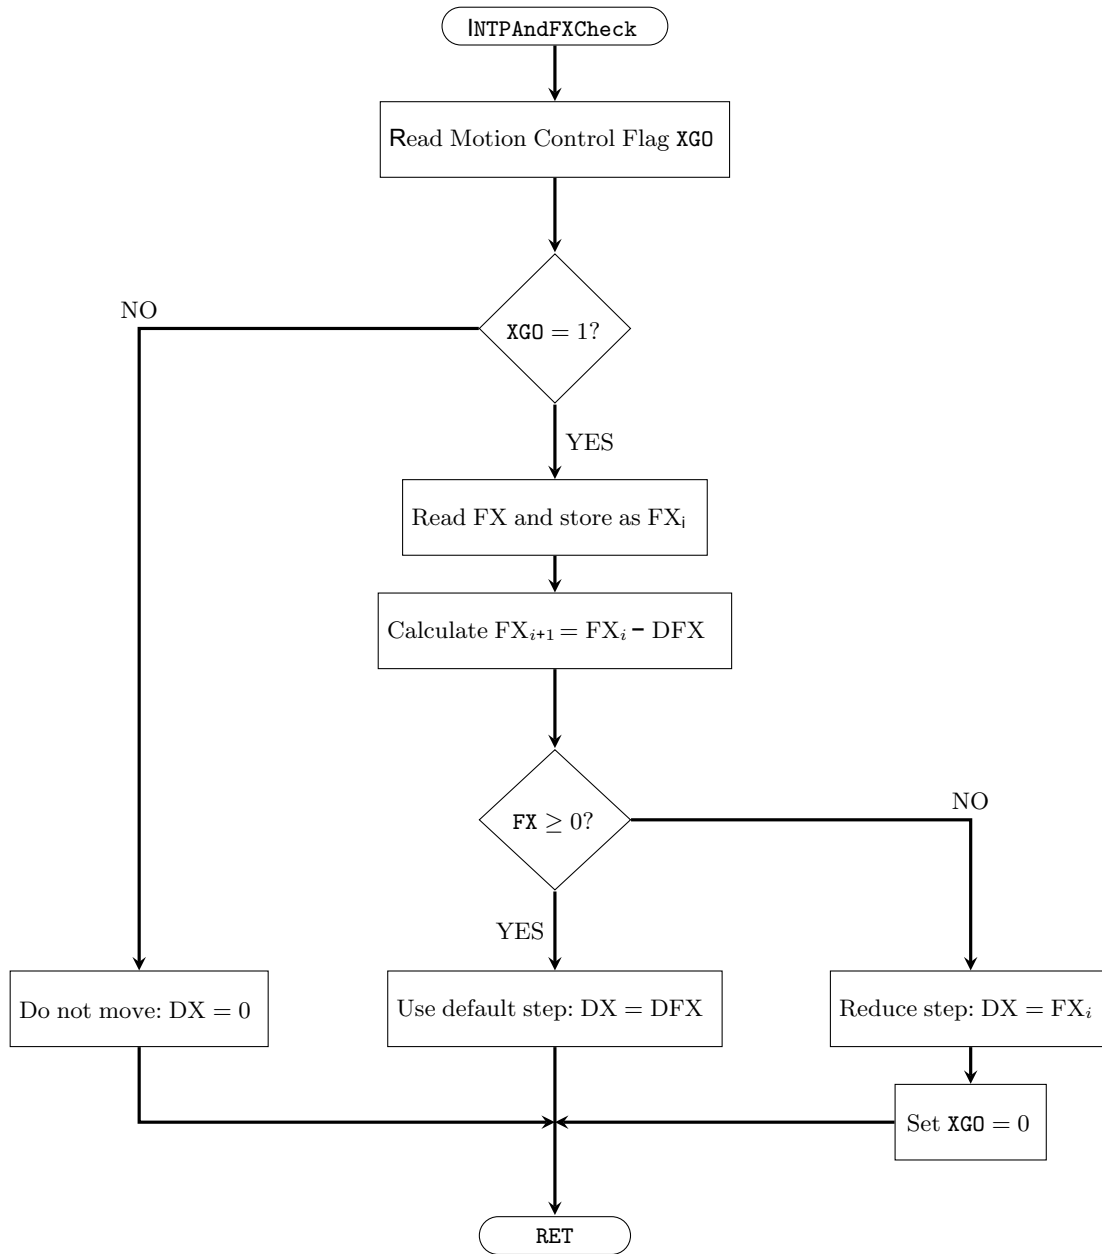 INTPAndFXCheck
Read Motion Control Flag XGO
NO
XGO = 1?
YES
Read FX and store as FXᵢ
Calculate FXᵢ₊₁ = FXᵢ − DFX
NO
FX ≥ 0?
YES
Do not move: DX = 0
Use default step: DX = DFX
Reduce step: DX = FXᵢ
Set XGO = 0
RET